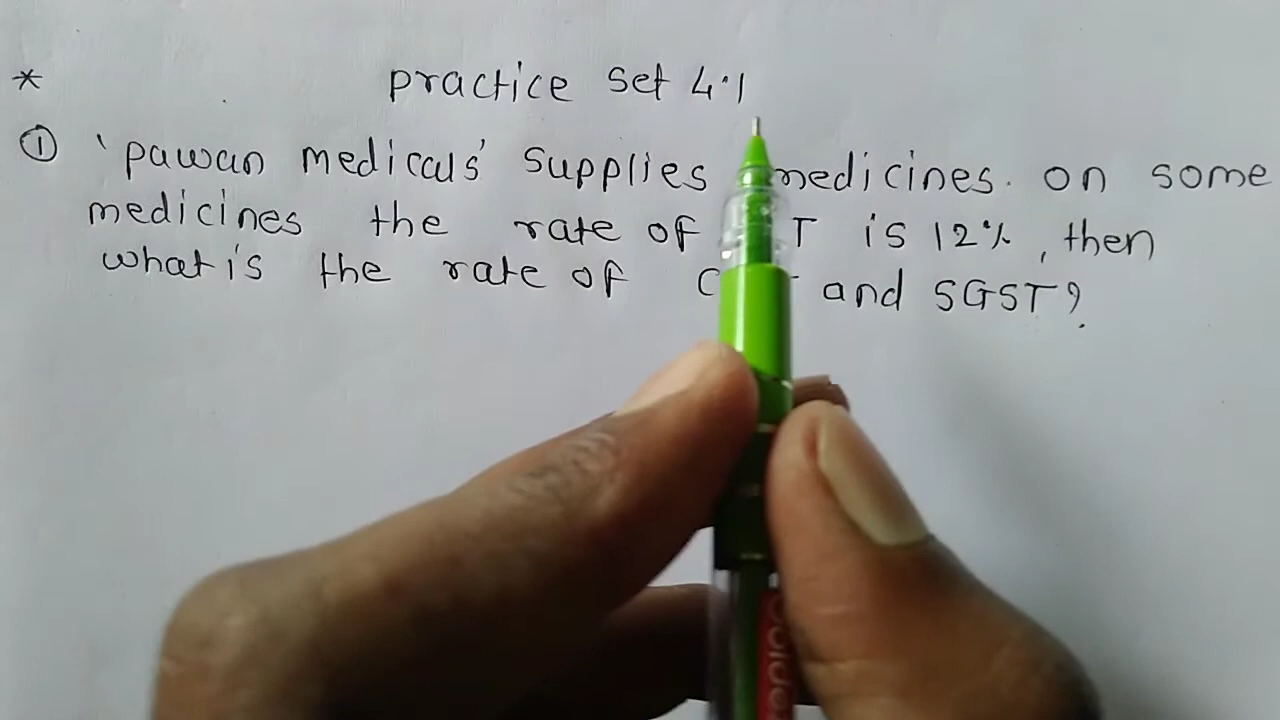 * practice set 4.1
① 'pawan medicals' supplies medicines. on some
medicines the rate of T is 12%, then
what is the rate of and SGST?